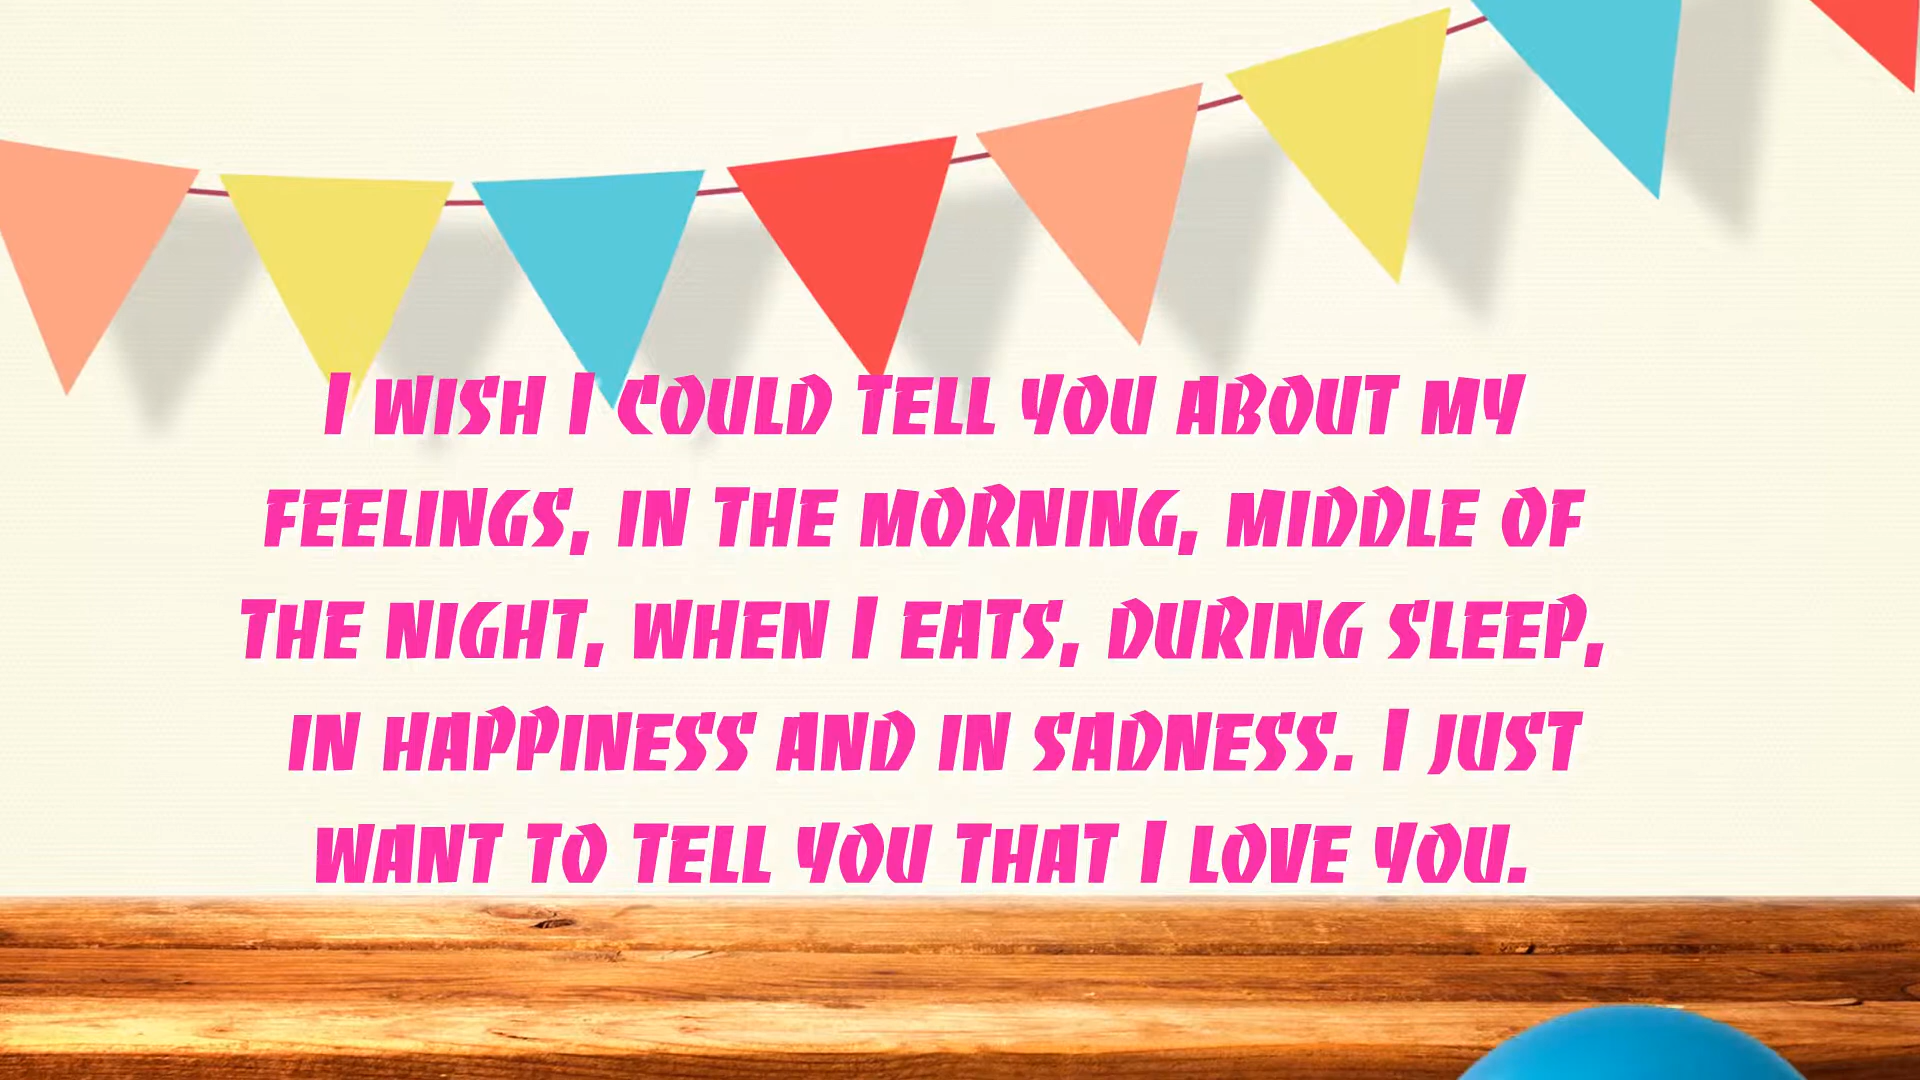 I WISH I COULD TELL YOU ABOUT MY
FEELINGS, IN THE MORNING, MIDDLE OF
THE NIGHT, WHEN I EATS, DURING SLEEP,
IN HAPPINESS AND IN SADNESS. I JUST
WANT TO TELL YOU THAT I LOVE YOU.